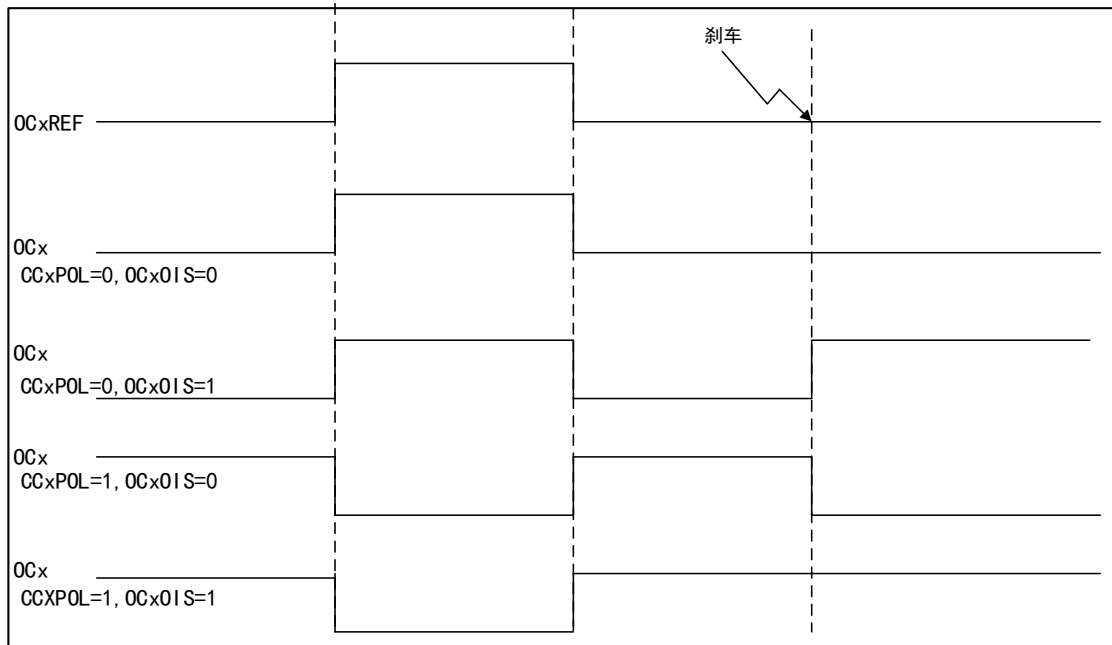 刹车
OCxREF
OCx
CCxPOL=0,OCxOIS=0
OCx
CCxPOL=0,OCxOIS=1
OCx
CCxPOL=1,OCxOIS=0
OCx
CCXPOL=1,OCxOIS=1